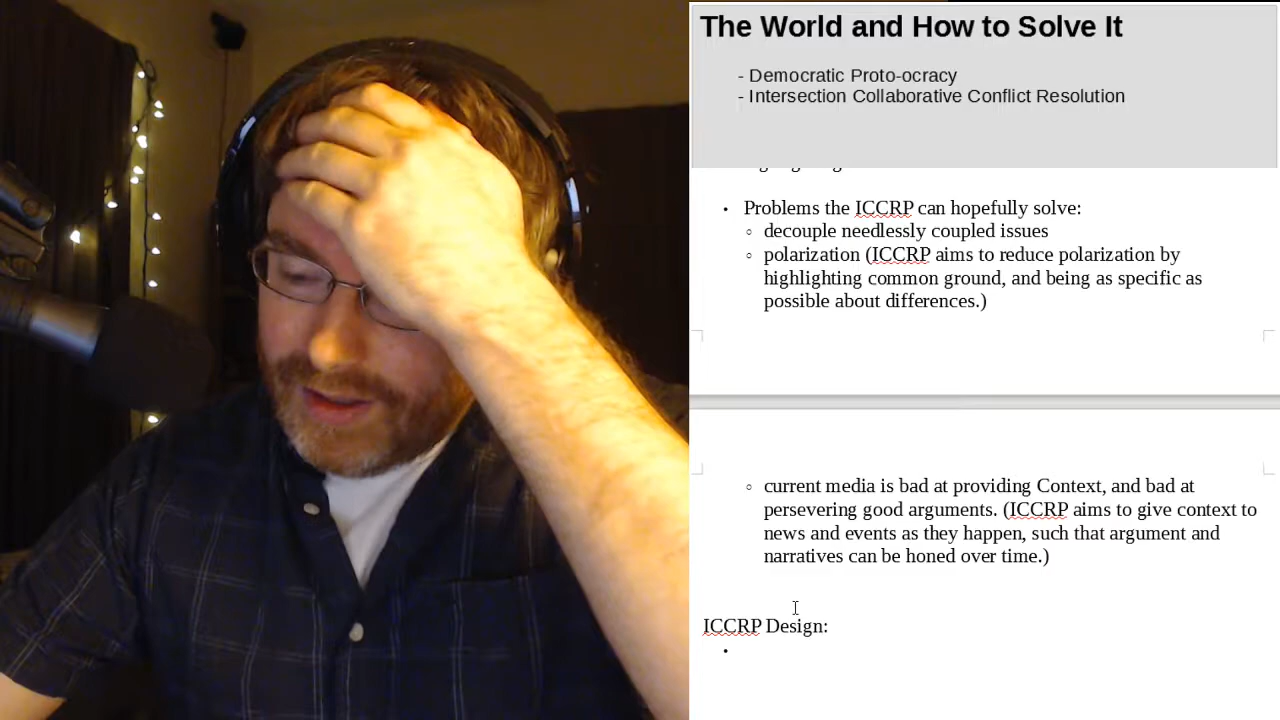 The World and How to Solve It
- Democratic Proto-ocracy
- Intersection Collaborative Conflict Resolution
• Problems the ICCRP can hopefully solve:
◦ decouple needlessly coupled issues
◦ polarization (ICCRP aims to reduce polarization by
highlighting common ground, and being as specific as
possible about differences.)
◦ current media is bad at providing Context, and bad at
persevering good arguments. (ICCRP aims to give context to
news and events as they happen, such that argument and
narratives can be honed over time.)
ICCRP Design:
•